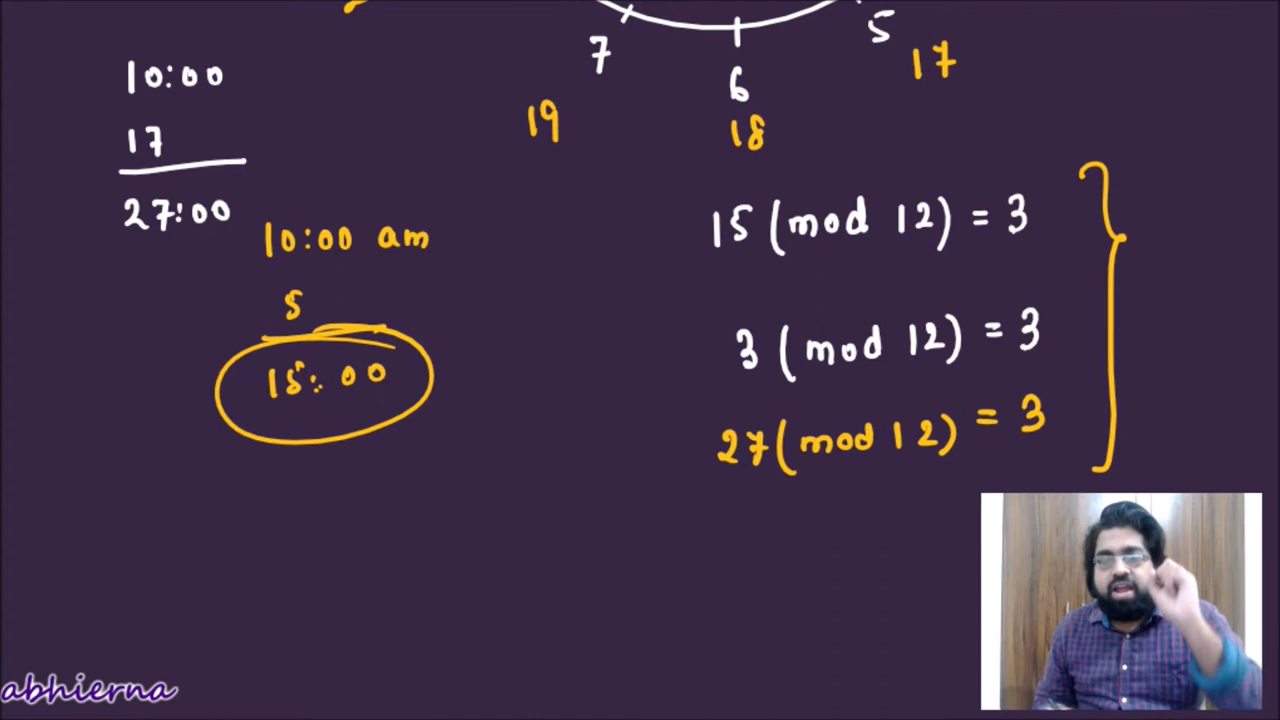 7
6
5
19
18
17
10:00
17
27:00
10:00 am
5
15:00
15 (mod 12) = 3
3 (mod 12) = 3
27 (mod 12) = 3
abhierna